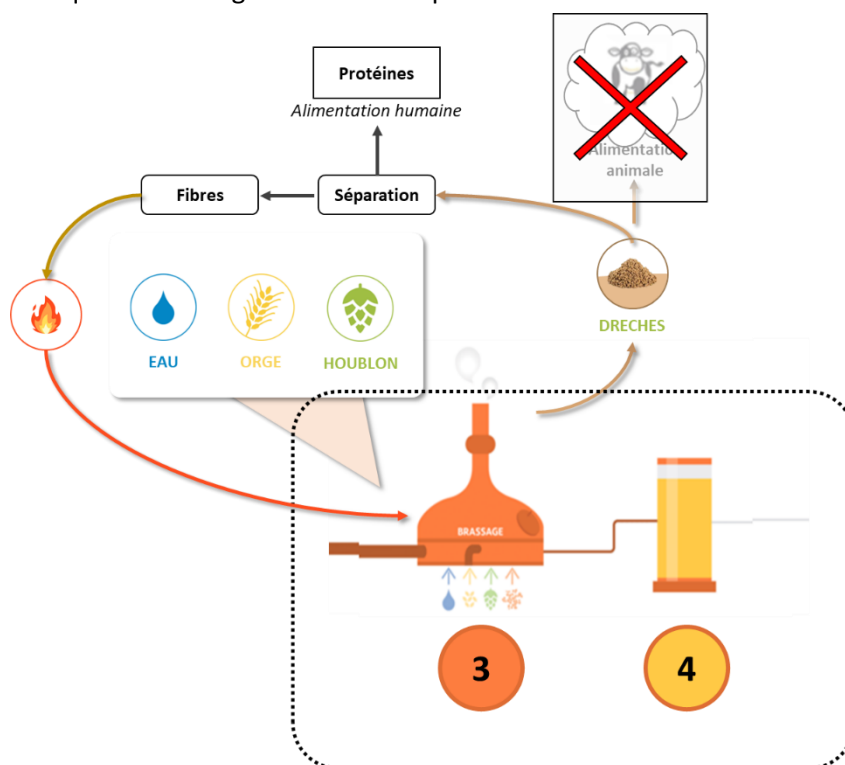 Protéines
Alimentation humaine
Alimentation
animale
Fibres
Séparation
DRECHES
EAU
ORGE
HOUBLON
BRASSAGE
3
4